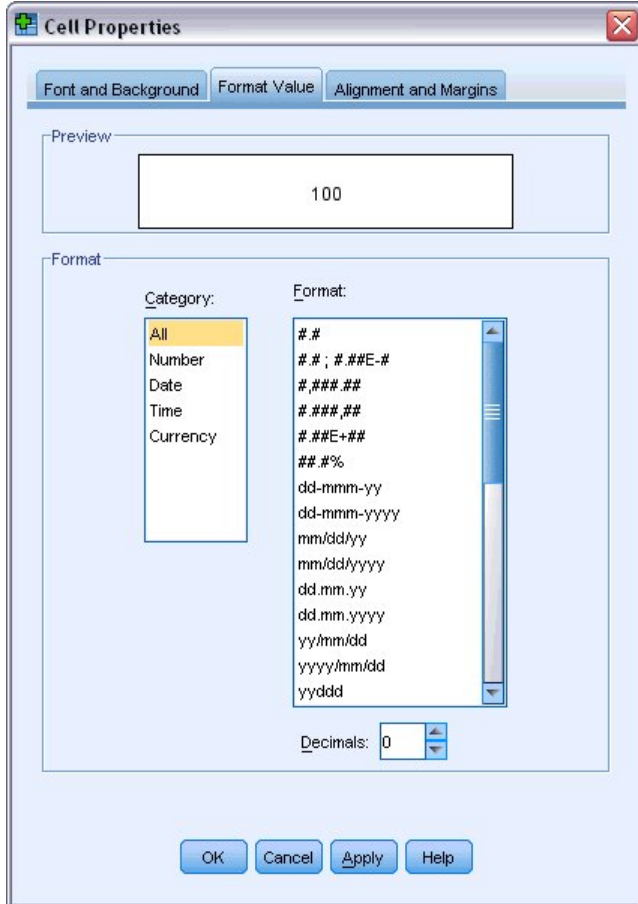 Cell Properties
Font and Background
Format Value
Alignment and Margins
Preview
100
Format
Category:
All
Number
Date
Time
Currency
Format:
#.#
#.# ; #.##E-#
#,###.##
#.###,##
#.##E+##
##.#%
dd-mmm-yy
dd-mmm-yyyy
mm/dd/yy
mm/dd/yyyy
dd.mm.yy
dd.mm.yyyy
yy/mm/dd
yyyy/mm/dd
yyddd
Decimals: 0
OK
Cancel
Apply
Help